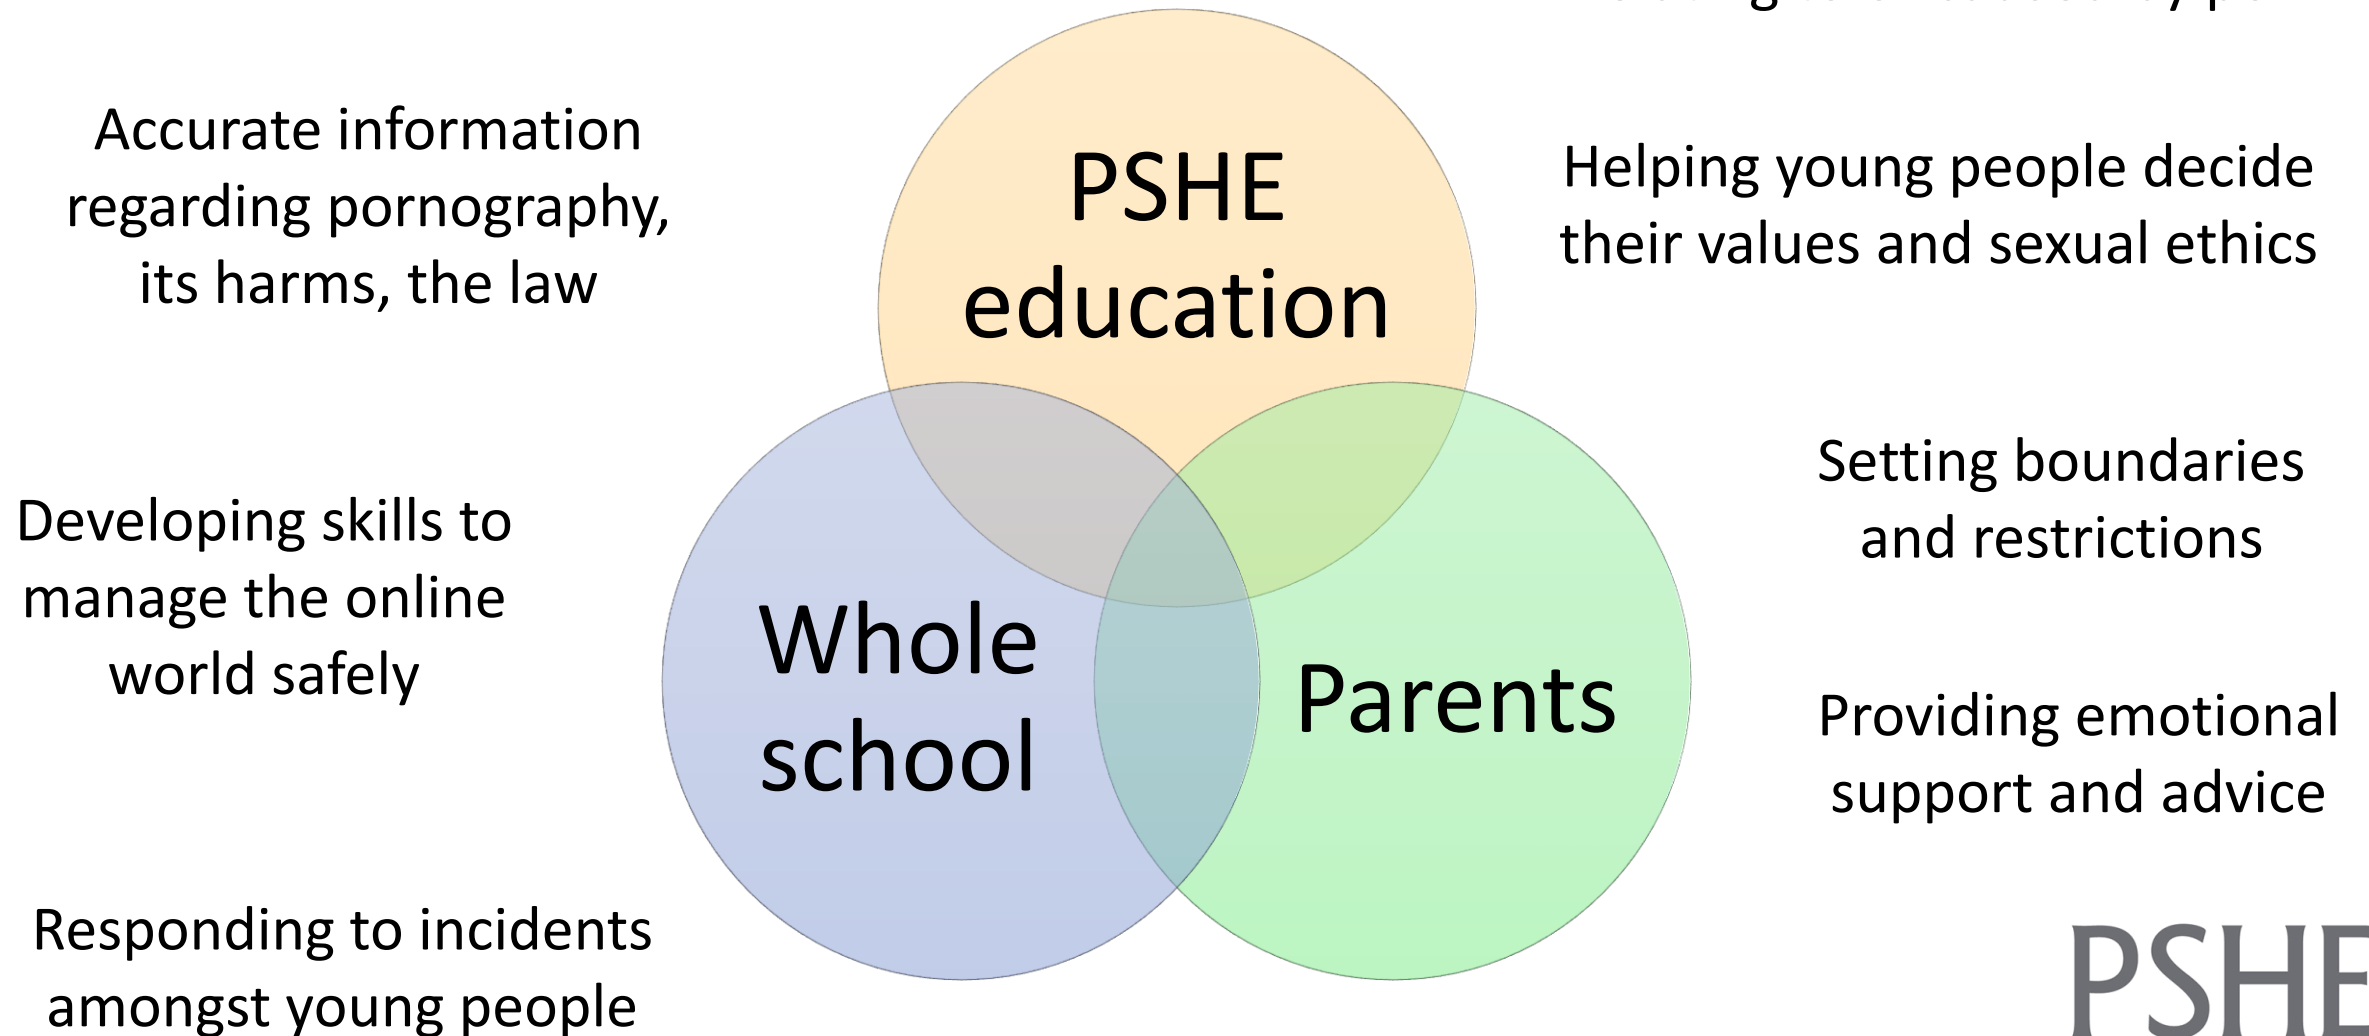 Accurate information
regarding pornography,
its harms, the law
PSHE
education
Helping young people decide
their values and sexual ethics
Developing skills to
manage the online
world safely
Setting boundaries
and restrictions
Whole
school
Parents
Providing emotional
support and advice
Responding to incidents
amongst young people
PSHE